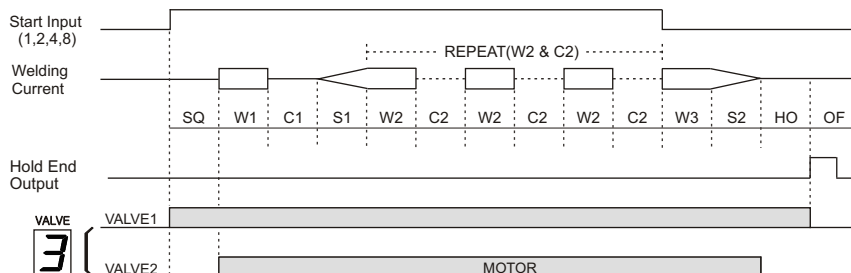 Start Input
(1,2,4,8)
REPEAT(W2 & C2)
Welding
Current
SQ W1 C1 S1 W2 C2 W2 C2 W2 C2 W3 S2 HO OF
Hold End
Output
VALVE
3
VALVE1
VALVE2
MOTOR